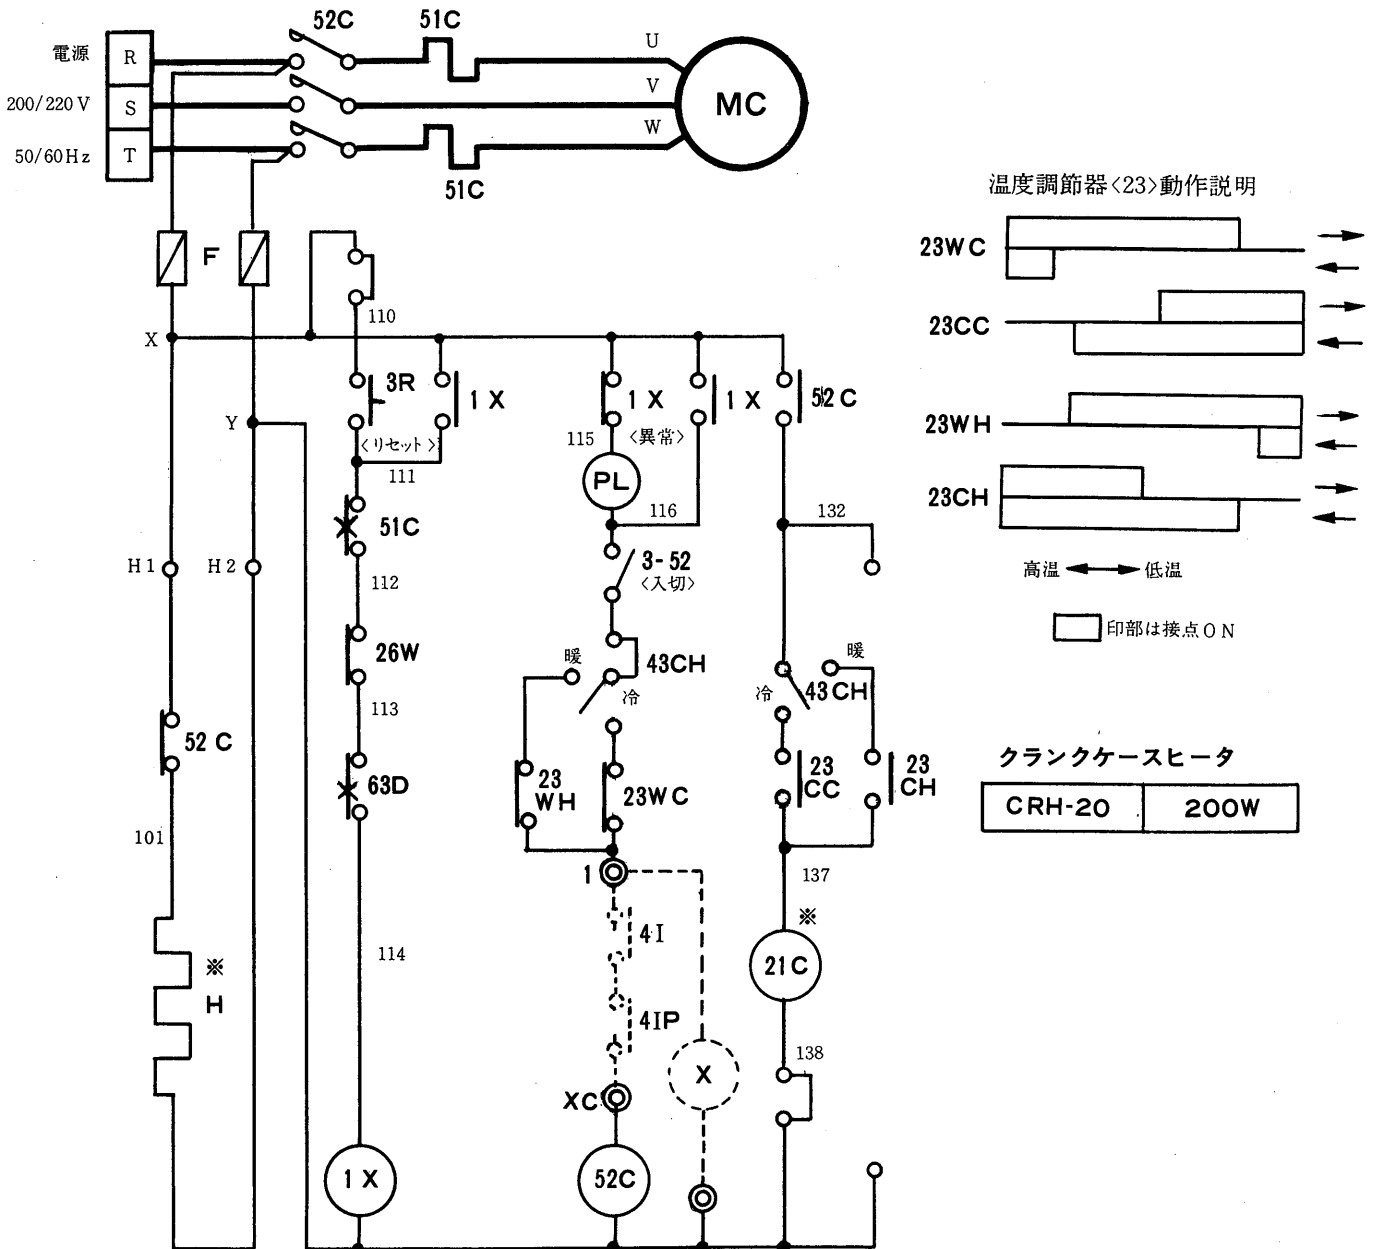 52C
51C
電源
R
U
200/220V
S
V
MC
50/60Hz
T
W
51C
温度調節器<23>動作説明
F
23WC
110
X
23CC
3R
1X
1X
1X
52C
Y
<リセット>
115
<異常>
23WH
111
PL
51C
116
132
23CH
H1
H2
3-52
<入切>
高温
低温
112
印部は接点ON
26W
暖
43CH
暖
冷
冷
43CH
113
52C
クランクケースヒータ
63D
23
WH
23WC
23
CC
23
CH
CRH-20
200W
101
1
137
※
4I
114
21C
※
H
4IP
138
X
XC
1X
52C